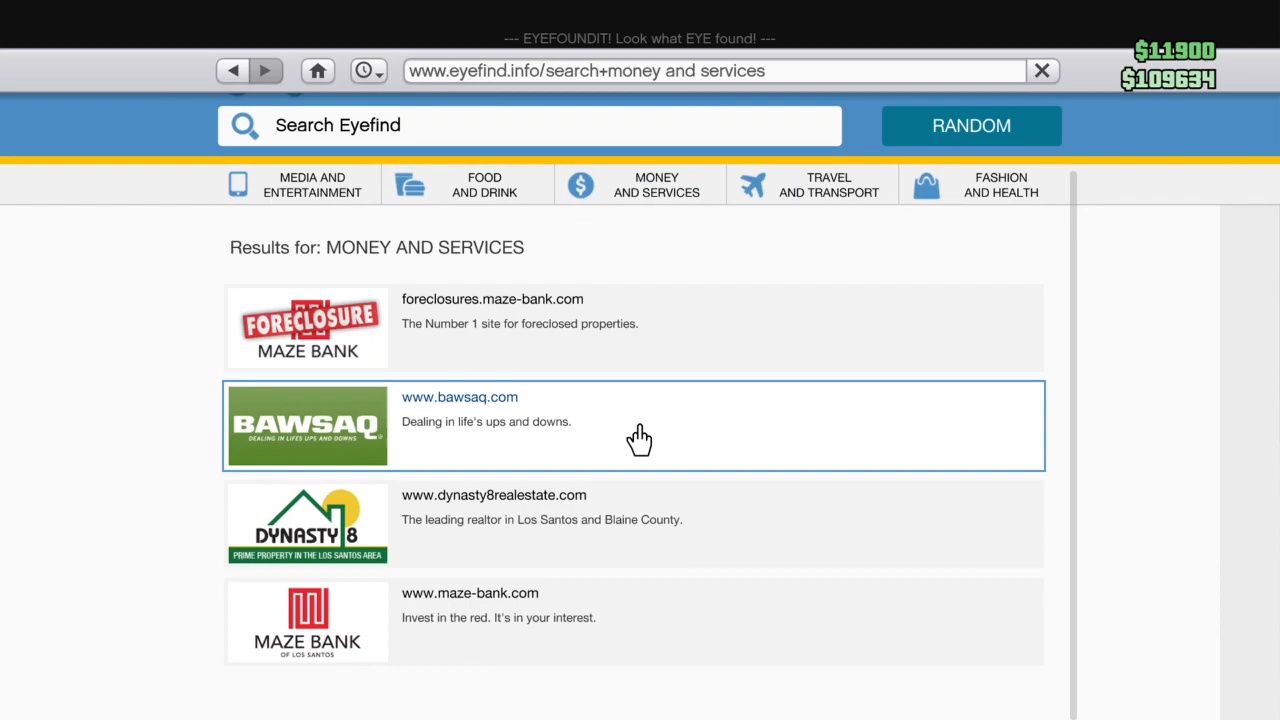 --- EYEFOUNDIT! Look what EYE found! ---
$11900
$109634
www.eyefind.info/search+money and services
Search Eyefind
RANDOM
MEDIA AND
ENTERTAINMENT
FOOD
AND DRINK
MONEY
AND SERVICES
TRAVEL
AND TRANSPORT
FASHION
AND HEALTH
Results for: MONEY AND SERVICES
FORECLOSURE
MAZE BANK
foreclosures.maze-bank.com
The Number 1 site for foreclosed properties.
BAWSAQ
DEALING IN LIFES UPS AND DOWNS
www.bawsaq.com
Dealing in life's ups and downs.
DYNASTY 8
PRIME PROPERTY IN THE LOS SANTOS AREA
www.dynasty8realestate.com
The leading realtor in Los Santos and Blaine County.
MAZE BANK
OF LOS SANTOS
www.maze-bank.com
Invest in the red. It's in your interest.